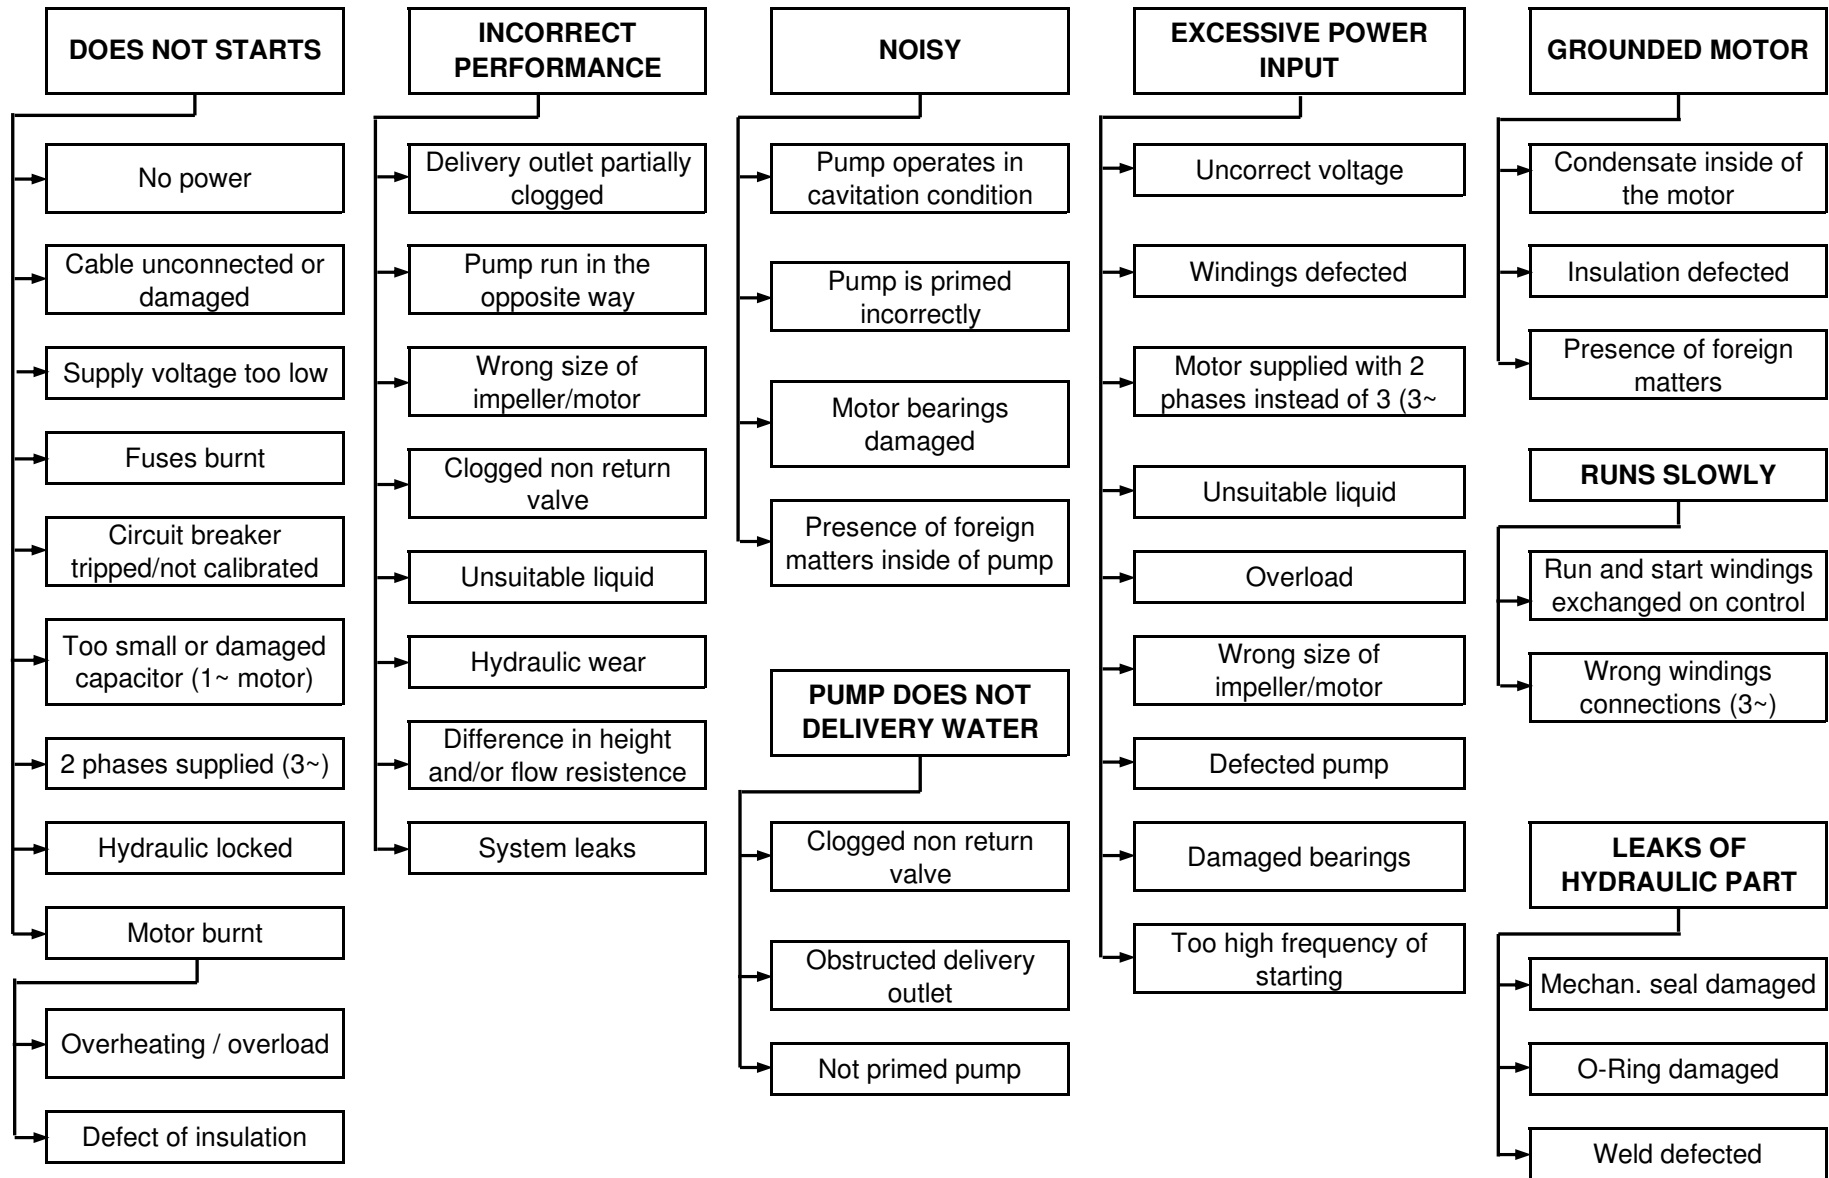 DOES NOT STARTS
No power
Cable unconnected or
damaged
Supply voltage too low
Fuses burnt
Circuit breaker
tripped/not calibrated
Too small or damaged
capacitor (1~ motor)
2 phases supplied (3~)
Hydraulic locked
Motor burnt
Overheating / overload
Defect of insulation
INCORRECT
PERFORMANCE
Delivery outlet partially
clogged
Pump run in the
opposite way
Wrong size of
impeller/motor
Clogged non return
valve
Unsuitable liquid
Hydraulic wear
Difference in height
and/or flow resistence
System leaks
NOISY
Pump operates in
cavitation condition
Pump is primed
incorrectly
Motor bearings
damaged
Presence of foreign
matters inside of pump
PUMP DOES NOT
DELIVERY WATER
Clogged non return
valve
Obstructed delivery
outlet
Not primed pump
EXCESSIVE POWER
INPUT
Uncorrect voltage
Windings defected
Motor supplied with 2
phases instead of 3 (3~
Unsuitable liquid
Overload
Wrong size of
impeller/motor
Defected pump
Damaged bearings
Too high frequency of
starting
GROUNDED MOTOR
Condensate inside of
the motor
Insulation defected
Presence of foreign
matters
RUNS SLOWLY
Run and start windings
exchanged on control
Wrong windings
connections (3~)
LEAKS OF
HYDRAULIC PART
Mechan. seal damaged
O-Ring damaged
Weld defected